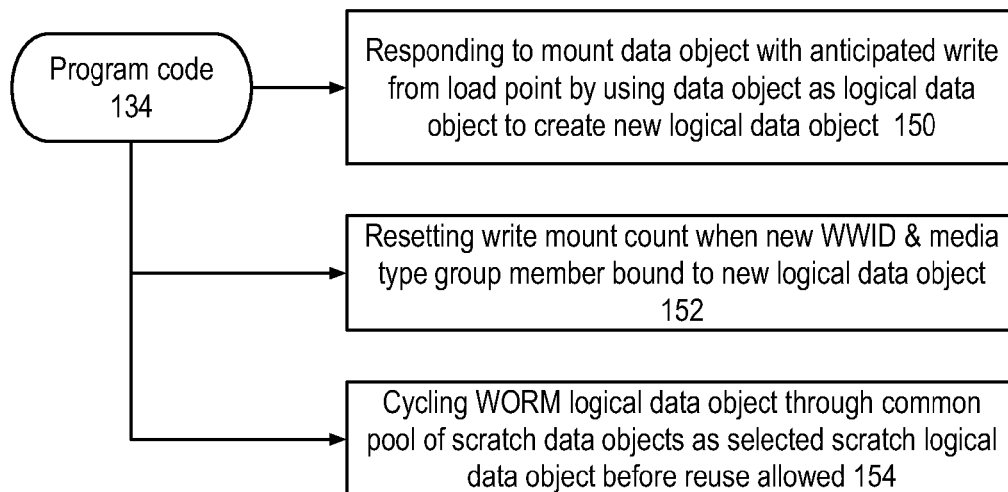 Program code
134
Responding to mount data object with anticipated write
from load point by using data object as logical data
object to create new logical data object 150
Resetting write mount count when new WWID & media
type group member bound to new logical data object
152
Cycling WORM logical data object through common
pool of scratch data objects as selected scratch logical
data object before reuse allowed 154